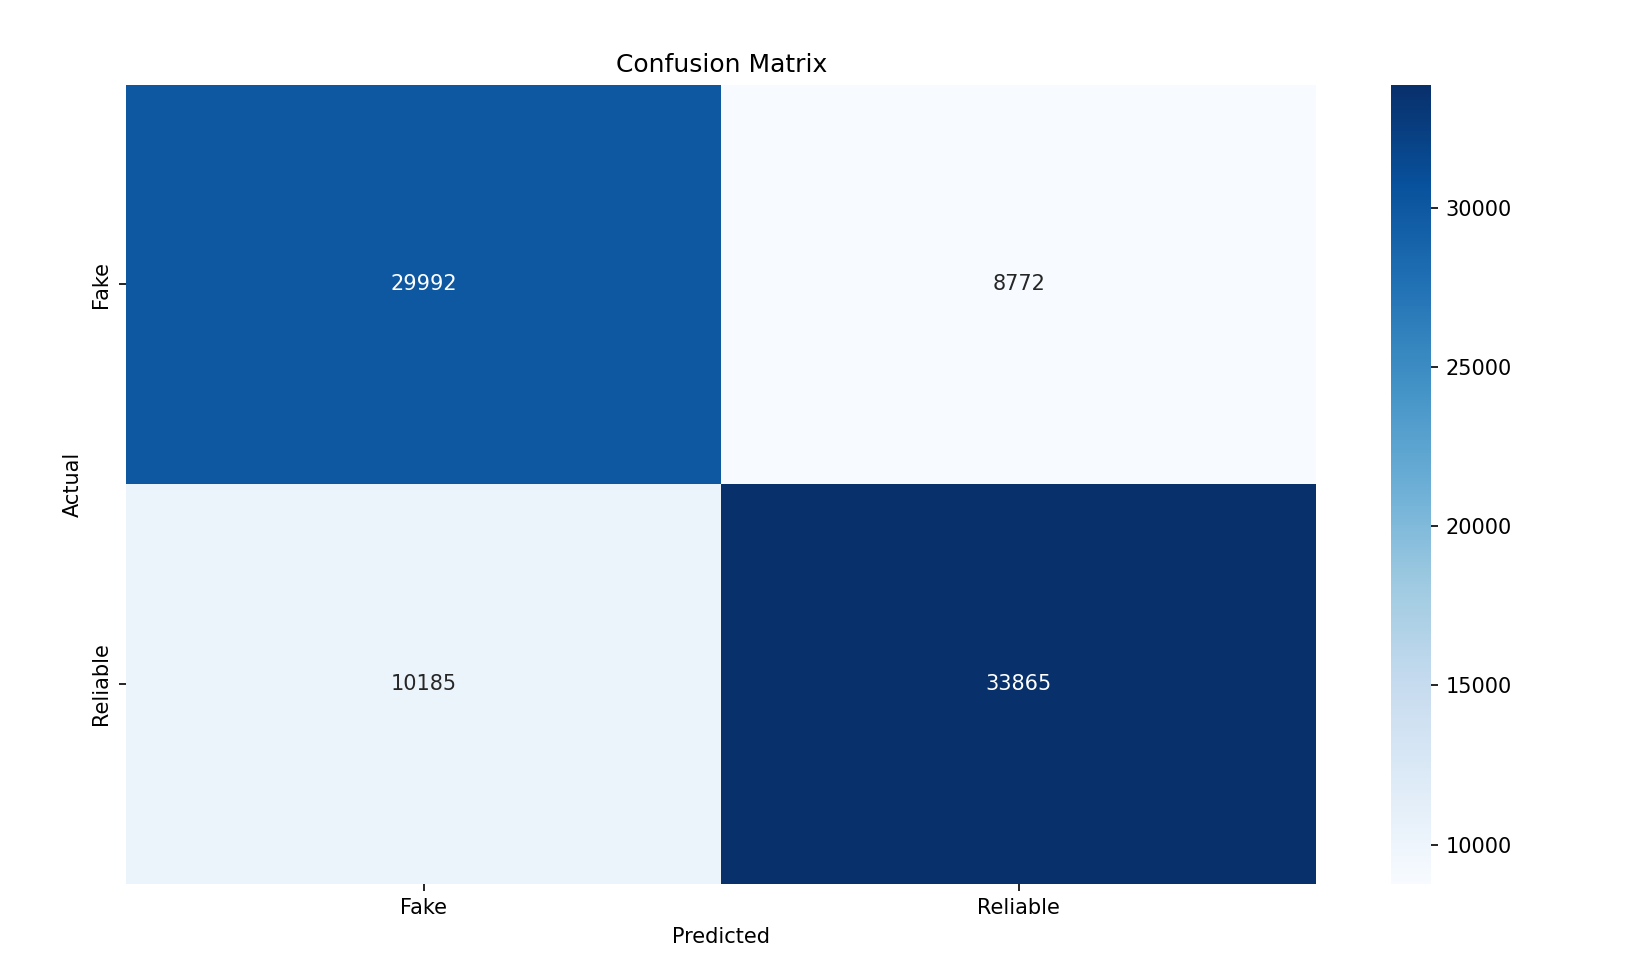 Confusion Matrix
Fake
29992
8772
Actual
Reliable
10185
33865
Fake
Reliable
Predicted
30000
25000
20000
15000
10000